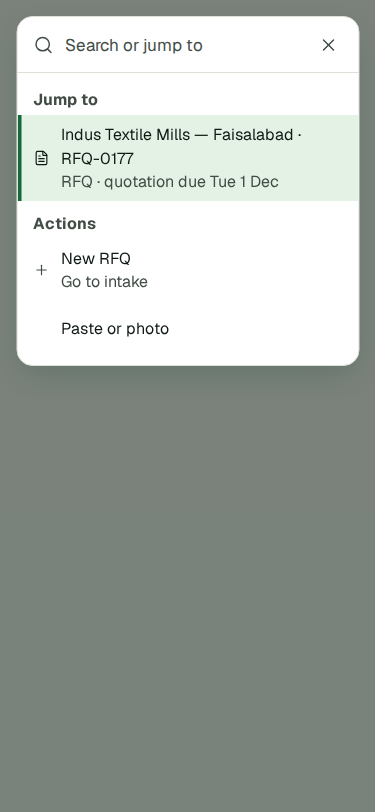 Search or jump to
Jump to
Indus Textile Mills — Faisalabad ·
RFQ-0177
RFQ · quotation due Tue 1 Dec
Actions
New RFQ
Go to intake
Paste or photo